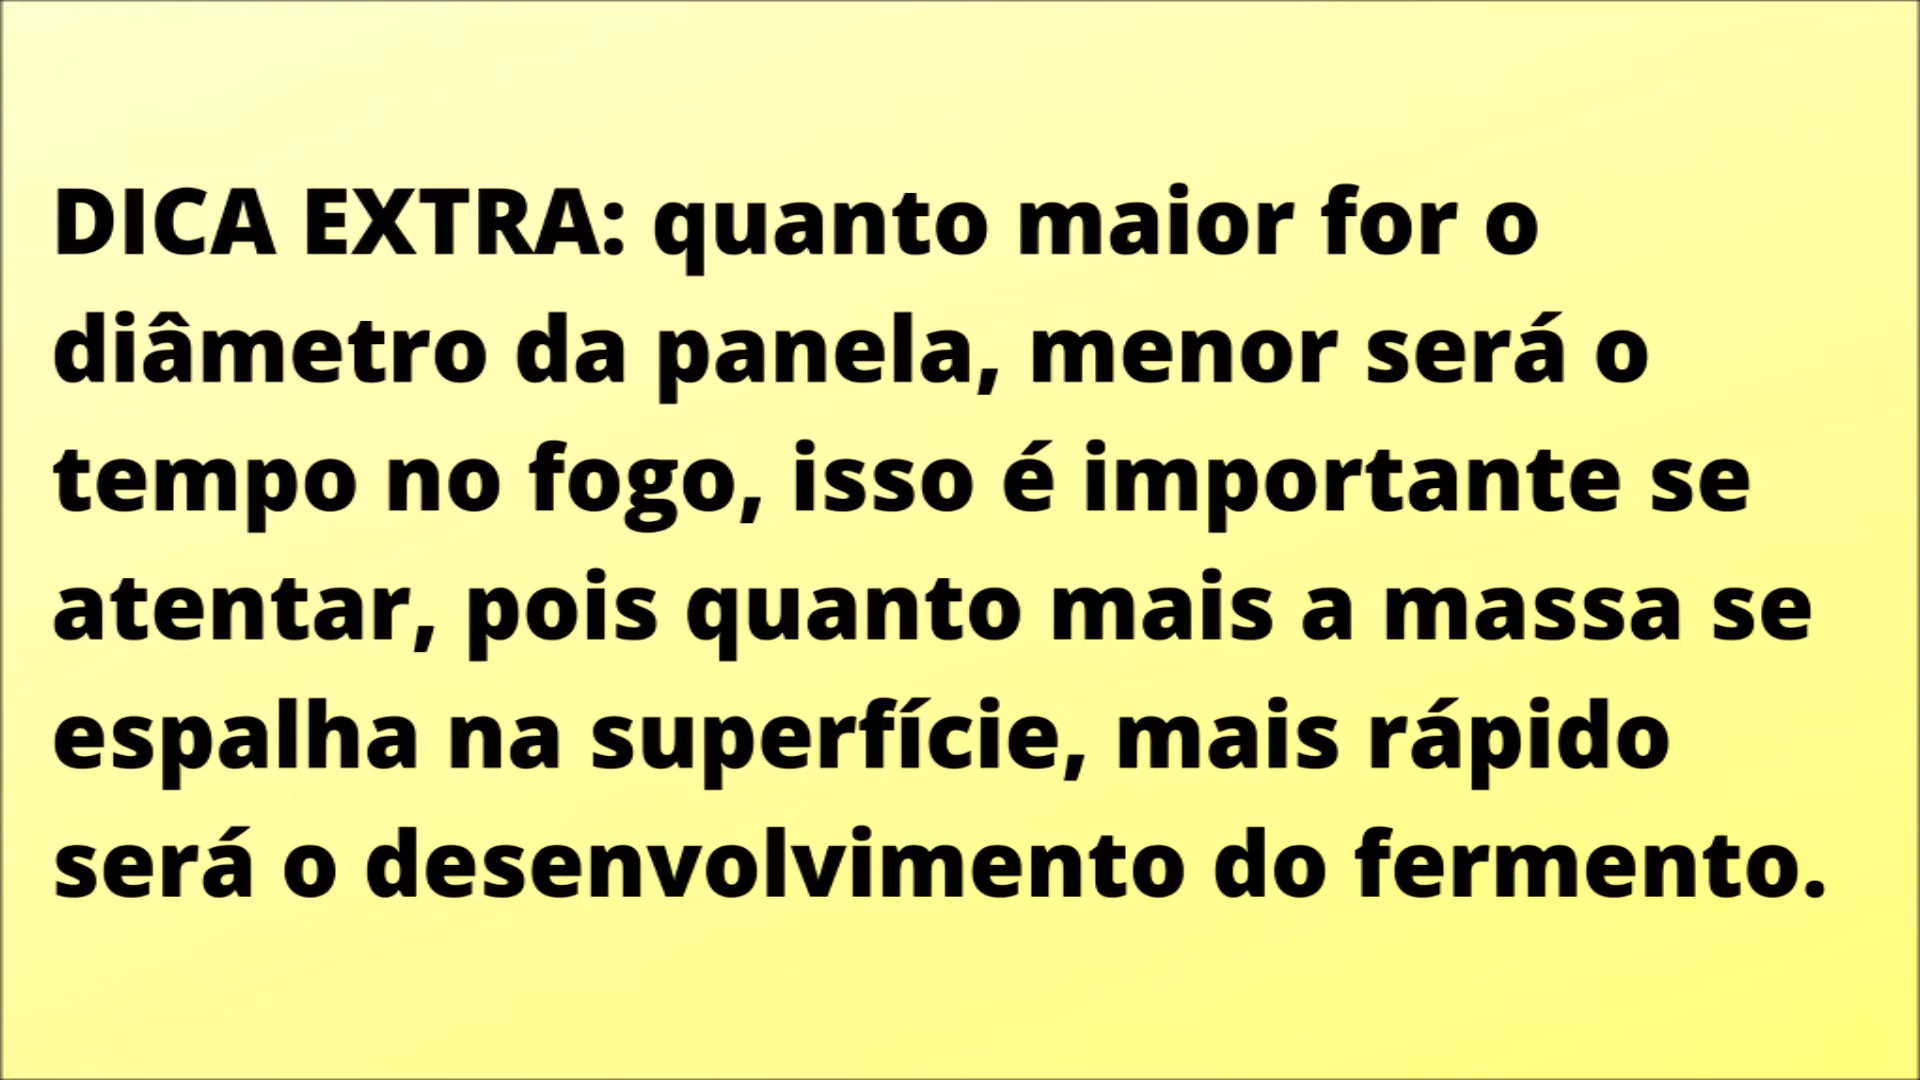 DICA EXTRA: quanto maior for o
diâmetro da panela, menor será o
tempo no fogo, isso é importante se
atentar, pois quanto mais a massa se
espalha na superfície, mais rápido
será o desenvolvimento do fermento.